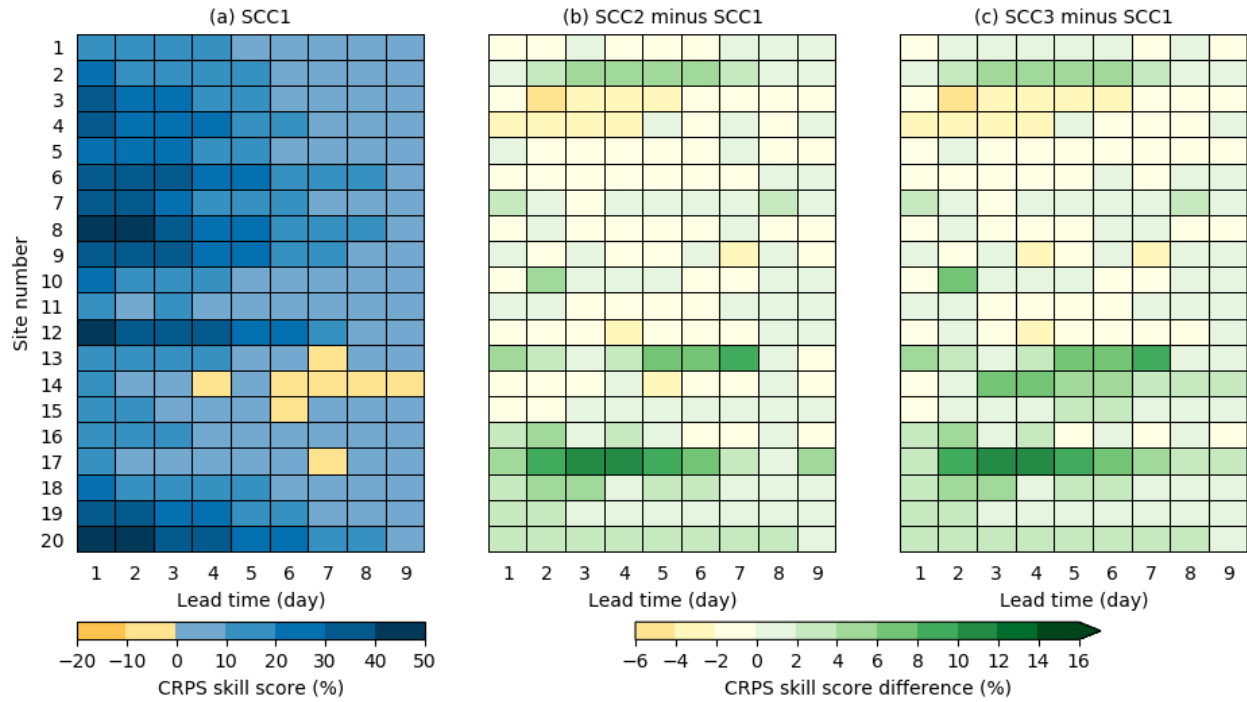 (a) SCC1
(b) SCC2 minus SCC1
(c) SCC3 minus SCC1
Site number
1
2
3
4
5
6
7
8
9
10
11
12
13
14
15
16
17
18
19
20
1 2 3 4 5 6 7 8 9
1 2 3 4 5 6 7 8 9
1 2 3 4 5 6 7 8 9
Lead time (day)
Lead time (day)
Lead time (day)
−20 −10 0 10 20 30 40 50
CRPS skill score (%)
−6 −4 −2 0 2 4 6 8 10 12 14 16
CRPS skill score difference (%)